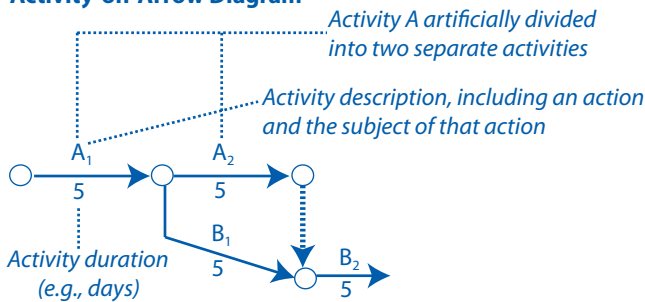 Activity-on-Arrow Diagram
Activity A artificially divided
into two separate activities
Activity description, including an action
and the subject of that action
A₁
A₂
5
5
B₁
5
Activity duration
(e.g., days)
B₂
5